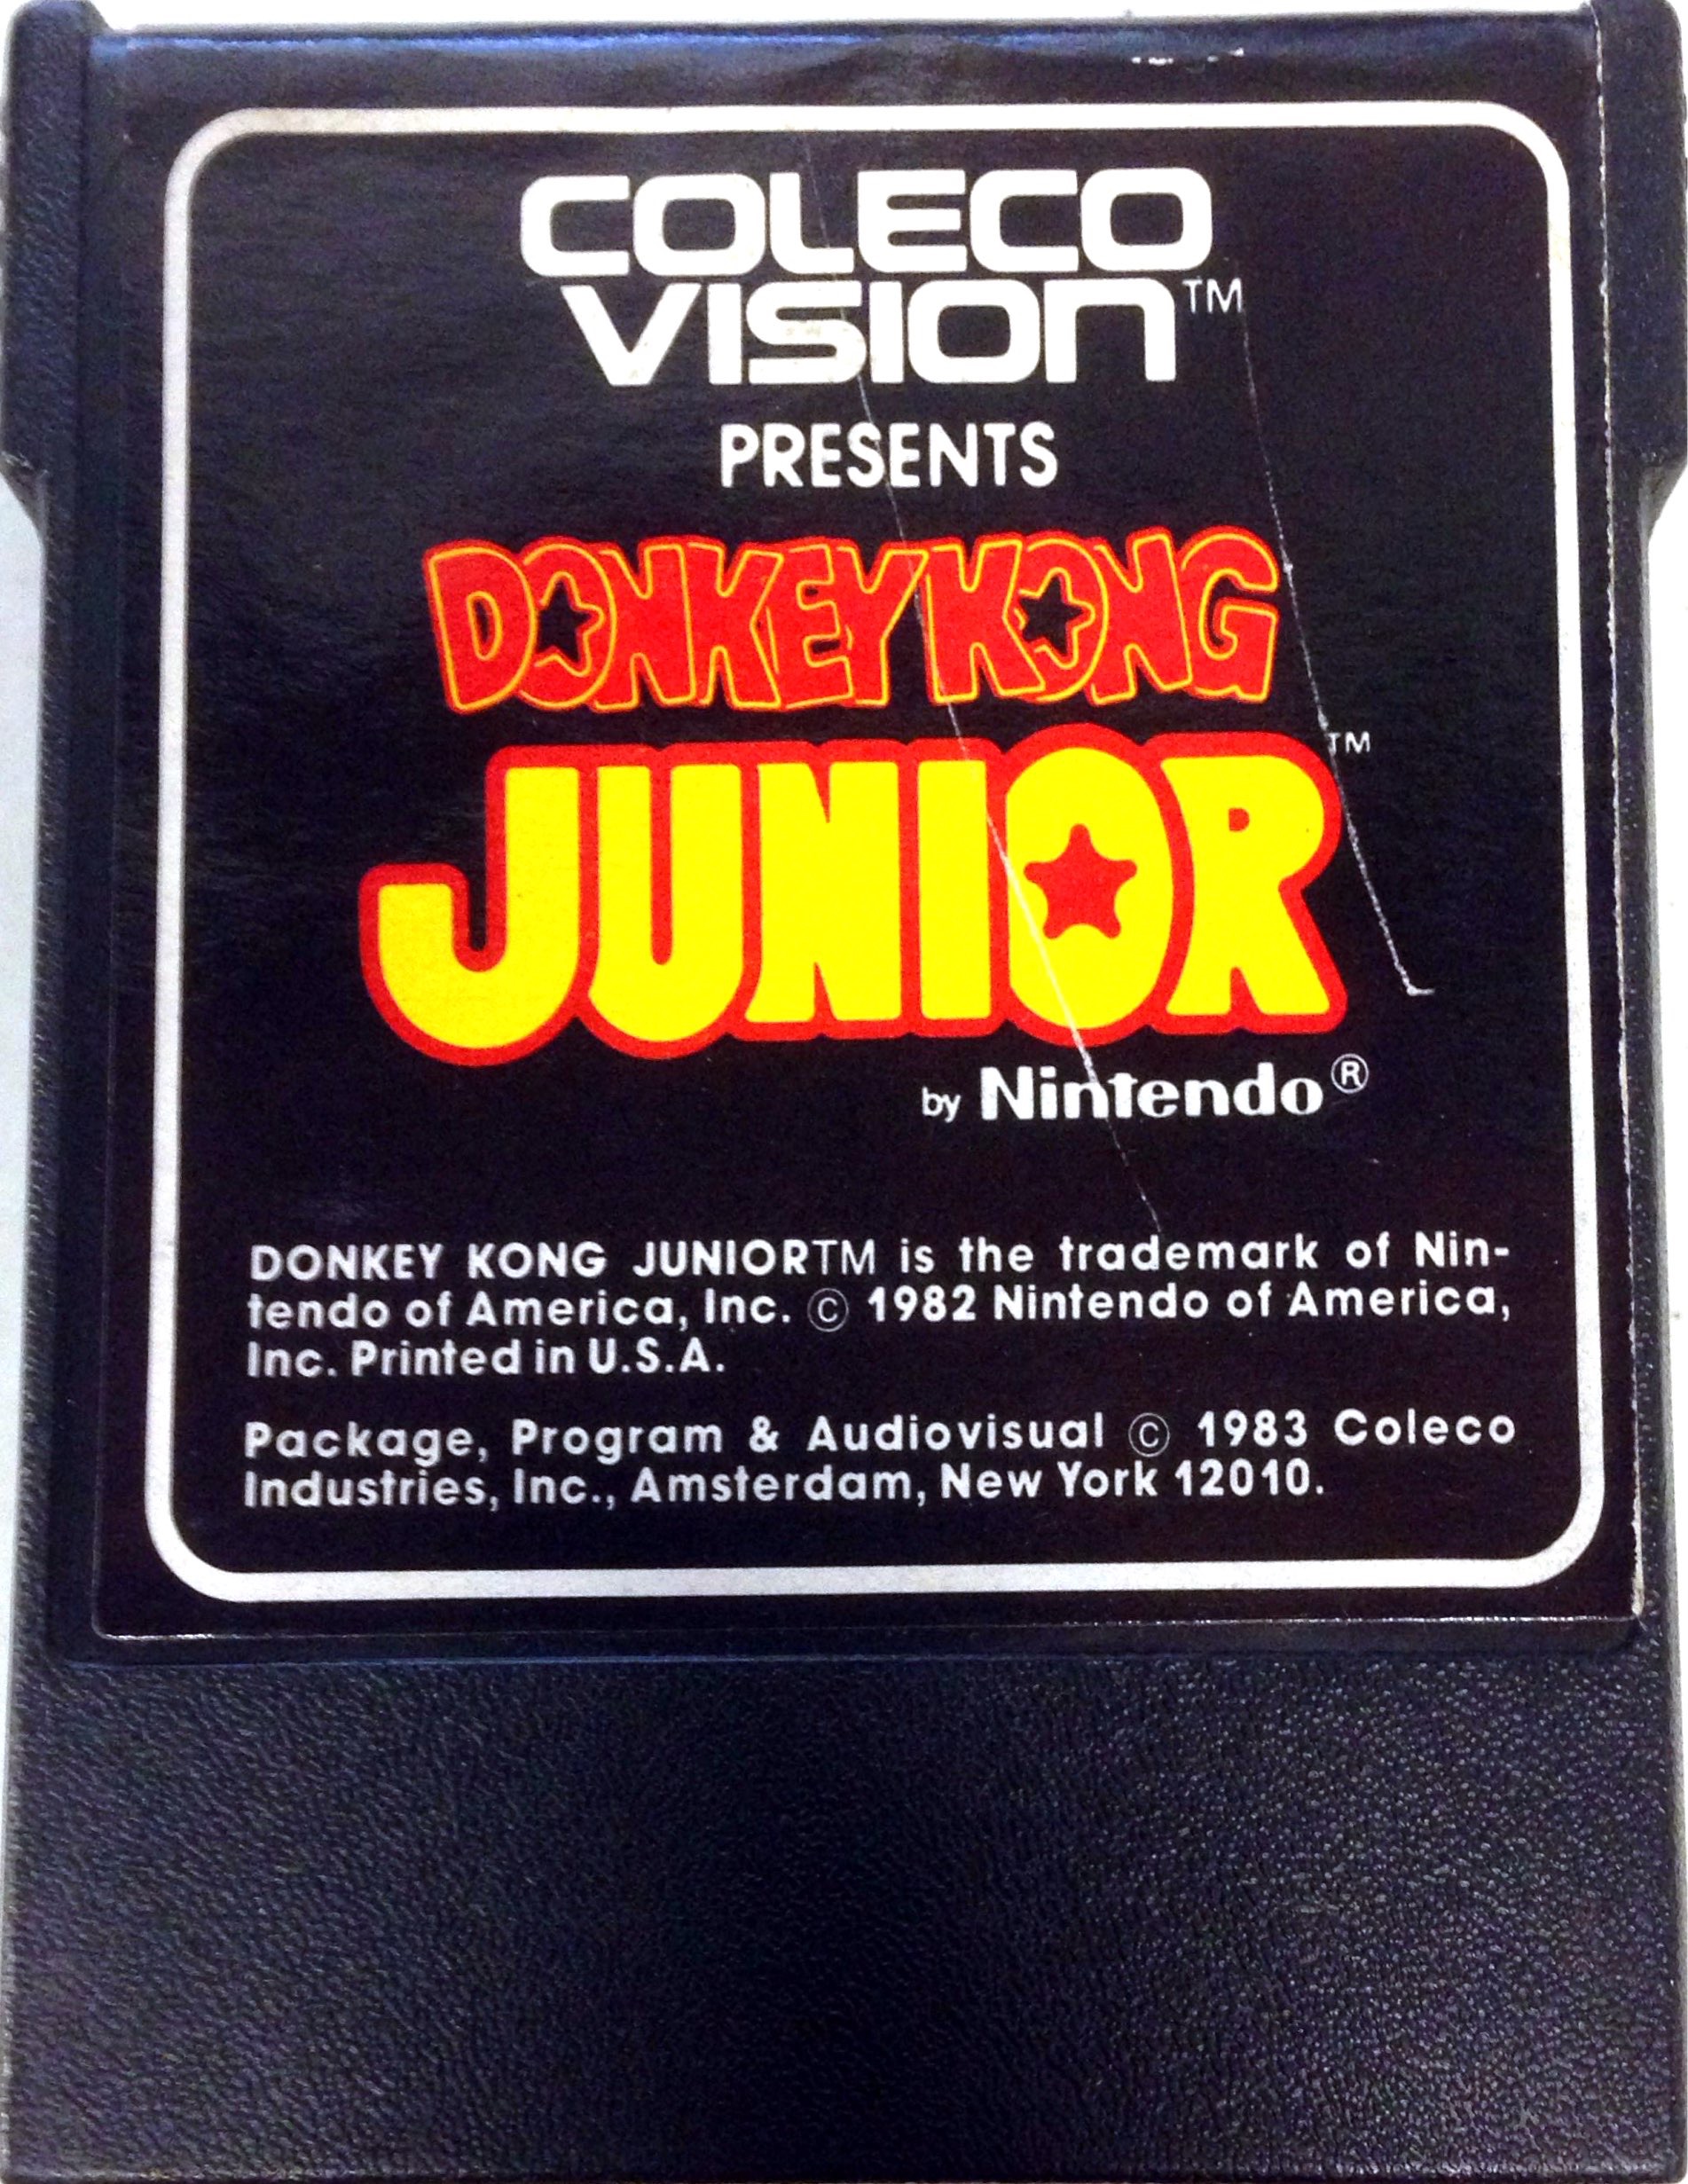 COLECO
VISION™
PRESENTS
DONKEY KONG
JUNIOR™
by Nintendo®
DONKEY KONG JUNIORTM is the trademark of Nin-
tendo of America, Inc. © 1982 Nintendo of America,
Inc. Printed in U.S.A.
Package, Program & Audiovisual © 1983 Coleco
Industries, Inc., Amsterdam, New York 12010.